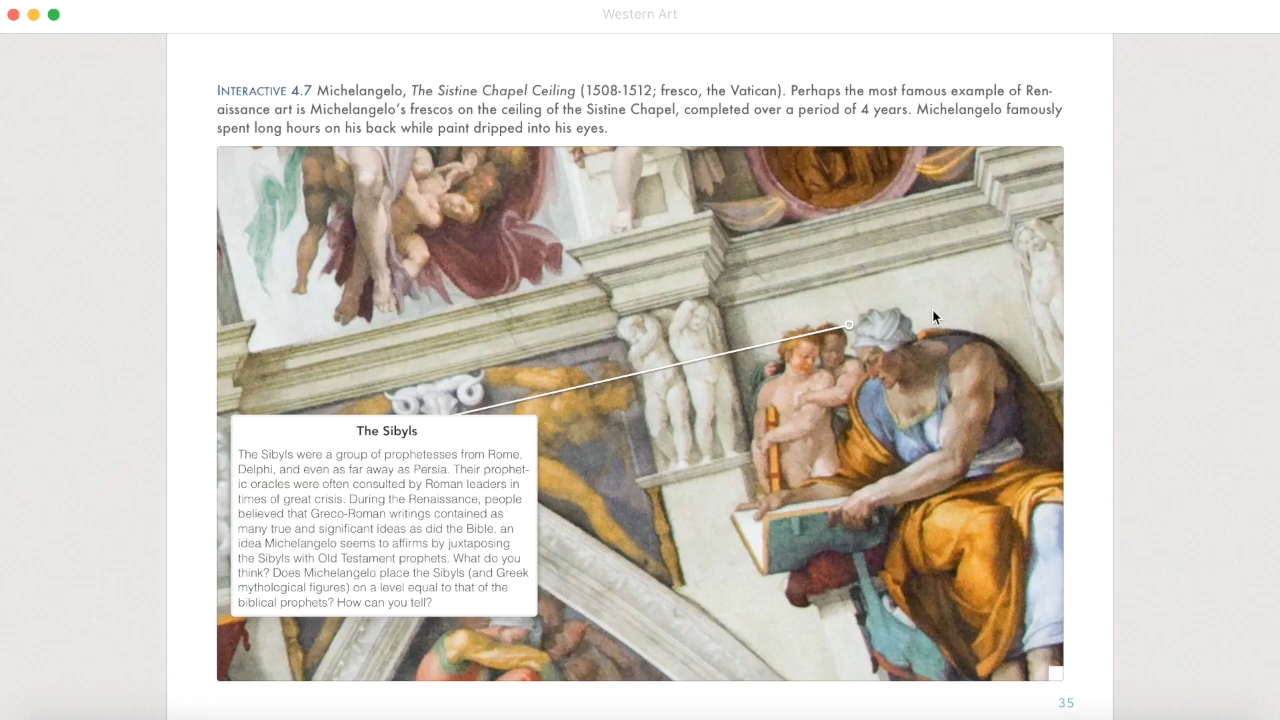 Western Art
INTERACTIVE 4.7 Michelangelo, The Sistine Chapel Ceiling (1508-1512; fresco, the Vatican). Perhaps the most famous example of Ren-
aissance art is Michelangelo's frescos on the ceiling of the Sistine Chapel, completed over a period of 4 years. Michelangelo famously
spent long hours on his back while paint dripped into his eyes.
The Sibyls
The Sibyls were a group of prophetesses from Rome,
Delphi, and even as far away as Persia. Their prophet-
ic oracles were often consulted by Roman leaders in
times of great crisis. During the Renaissance, people
believed that Greco-Roman writings contained as
many true and significant ideas as did the Bible, an
idea Michelangelo seems to affirms by juxtaposing
the Sibyls with Old Testament prophets. What do you
think? Does Michelangelo place the Sibyls (and Greek
mythological figures) on a level equal to that of the
biblical prophets? How can you tell?
35